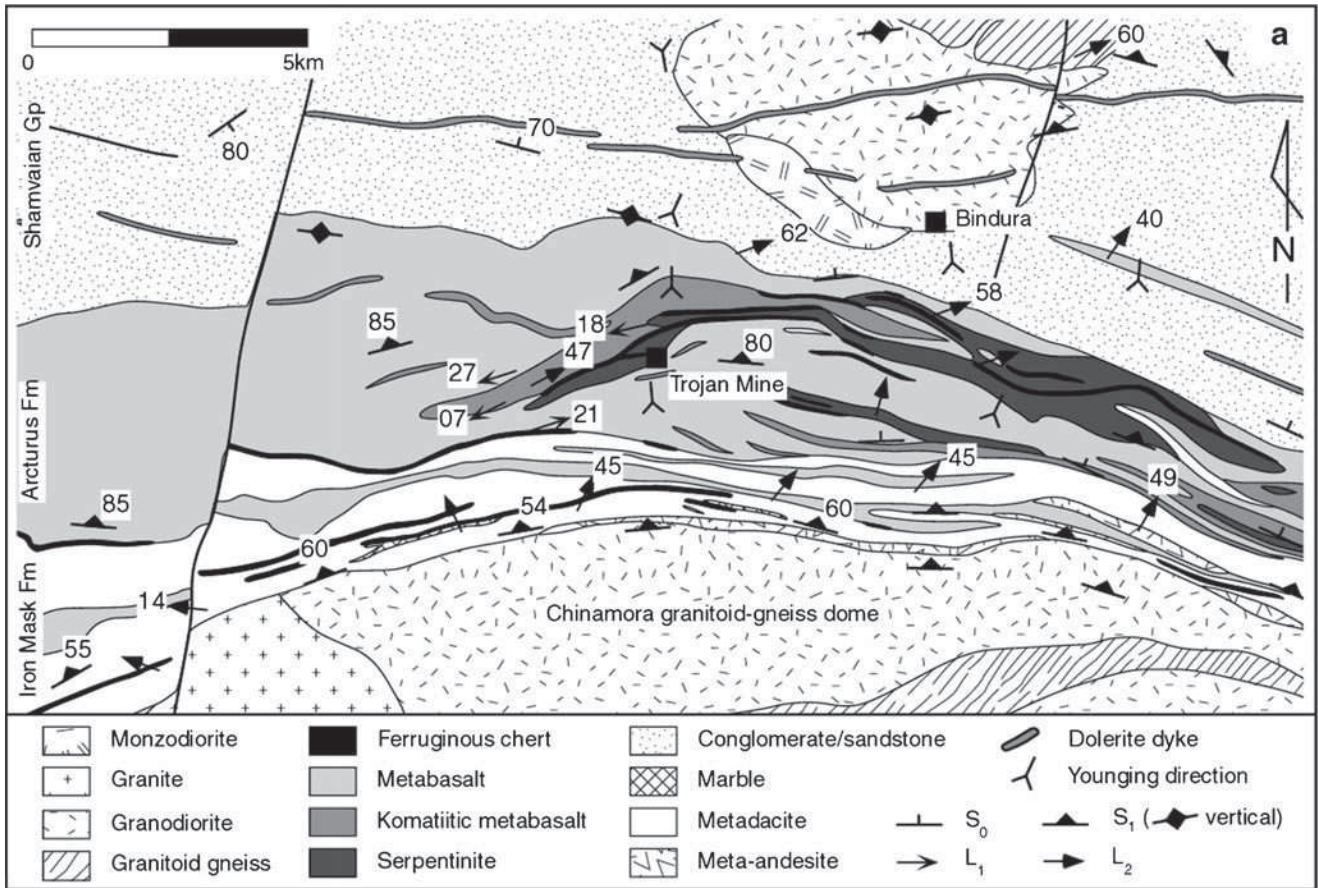 a
0 5km
60
Shamvaian Gp
80
70
Bindura
62
40
N
58
85
18
47
80
27
Trojan Mine
07
21
Arcturus Fm
45
45
49
85
54
60
60
14
Chinamora granitoid-gneiss dome
Iron Mask Fm
55
Monzodiorite
Granite
Granodiorite
Granitoid gneiss
Ferruginous chert
Metabasalt
Komatiitic metabasalt
Serpentinite
Conglomerate/sandstone
Marble
Metadacite
Meta-andesite
Dolerite dyke
Younging direction
S0 S1 ( vertical)
L1 L2